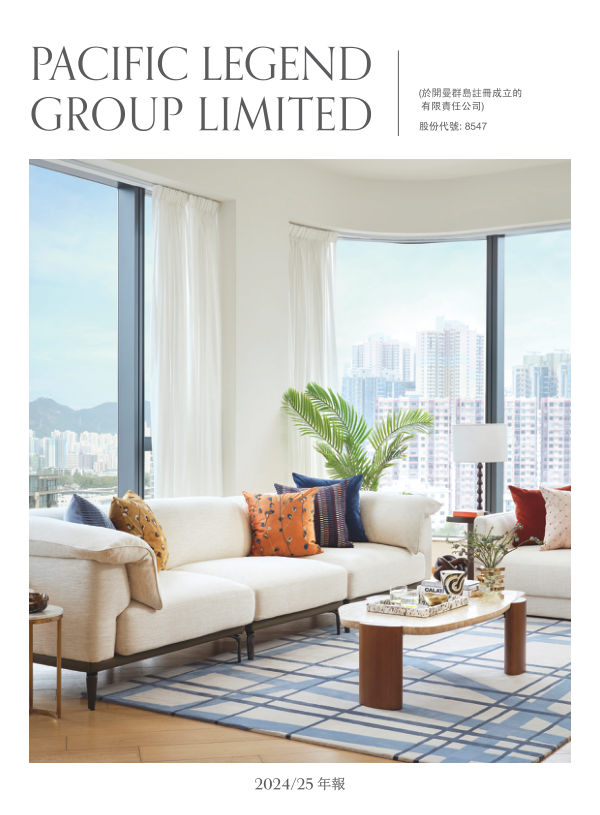 PACIFIC LEGEND
GROUP LIMITED
(於開曼群島註冊成立的
有限責任公司)
股份代號: 8547
2024/25 年報